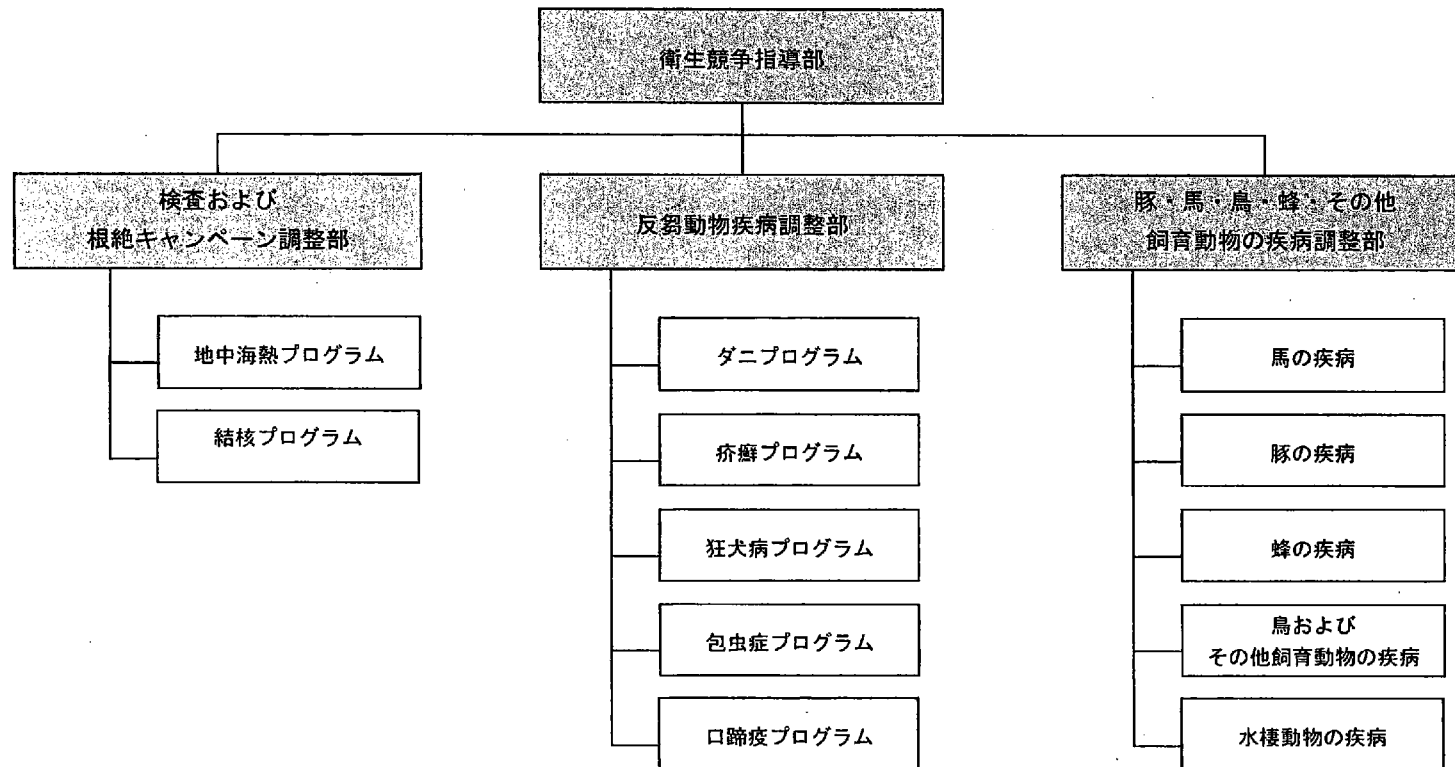 衛生競争指導部
検査および
根絶キャンペーン調整部
地中海熱プログラム
結核プログラム
反芻動物疾病調整部
ダニプログラム
疥癬プログラム
狂犬病プログラム
包虫症プログラム
口蹄疫プログラム
豚・馬・鳥・蜂・その他
飼育動物の疾病調整部
馬の疾病
豚の疾病
蜂の疾病
鳥および
その他飼育動物の疾病
水棲動物の疾病